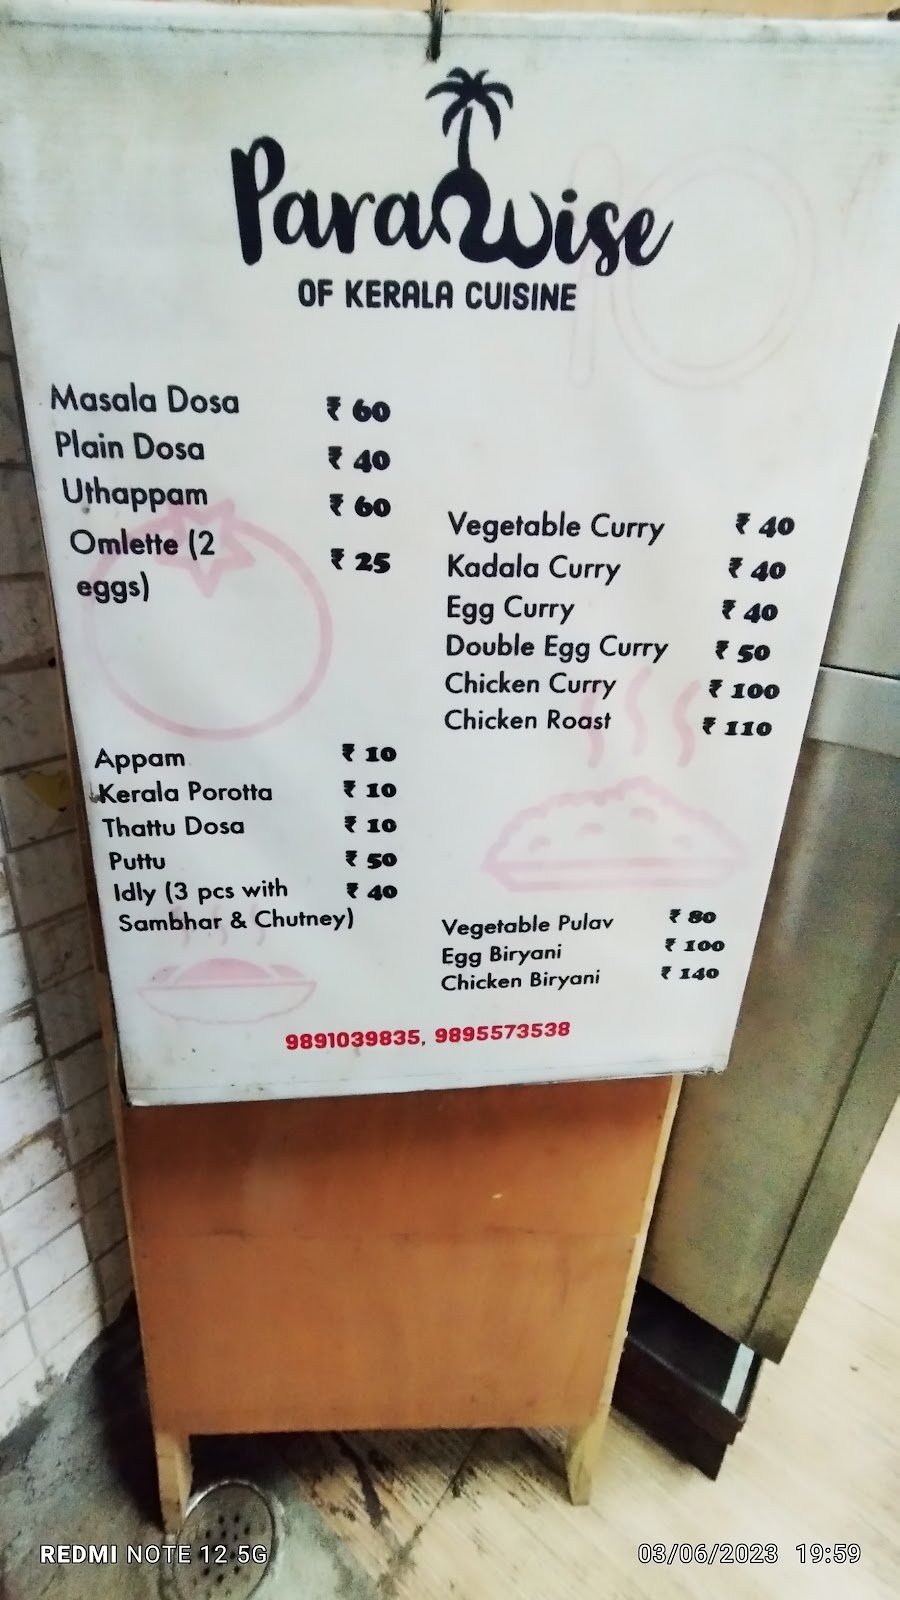 ParaDwise
OF KERALA CUISINE
Masala Dosa ₹ 60
Plain Dosa ₹ 40
Uthappam ₹ 60
Omlette (2 ₹ 25
eggs)
Appam ₹ 10
Kerala Porotta ₹ 10
Thattu Dosa ₹ 10
Puttu ₹ 50
Idly (3 pcs with ₹ 40
Sambhar & Chutney)
Vegetable Curry ₹ 40
Kadala Curry ₹ 40
Egg Curry ₹ 40
Double Egg Curry ₹ 50
Chicken Curry ₹ 100
Chicken Roast ₹ 110
Vegetable Pulav ₹ 80
Egg Biryani ₹ 100
Chicken Biryani ₹ 140
9891039835, 9895573538
REDMI NOTE 12 5G
03/06/2023 19:59